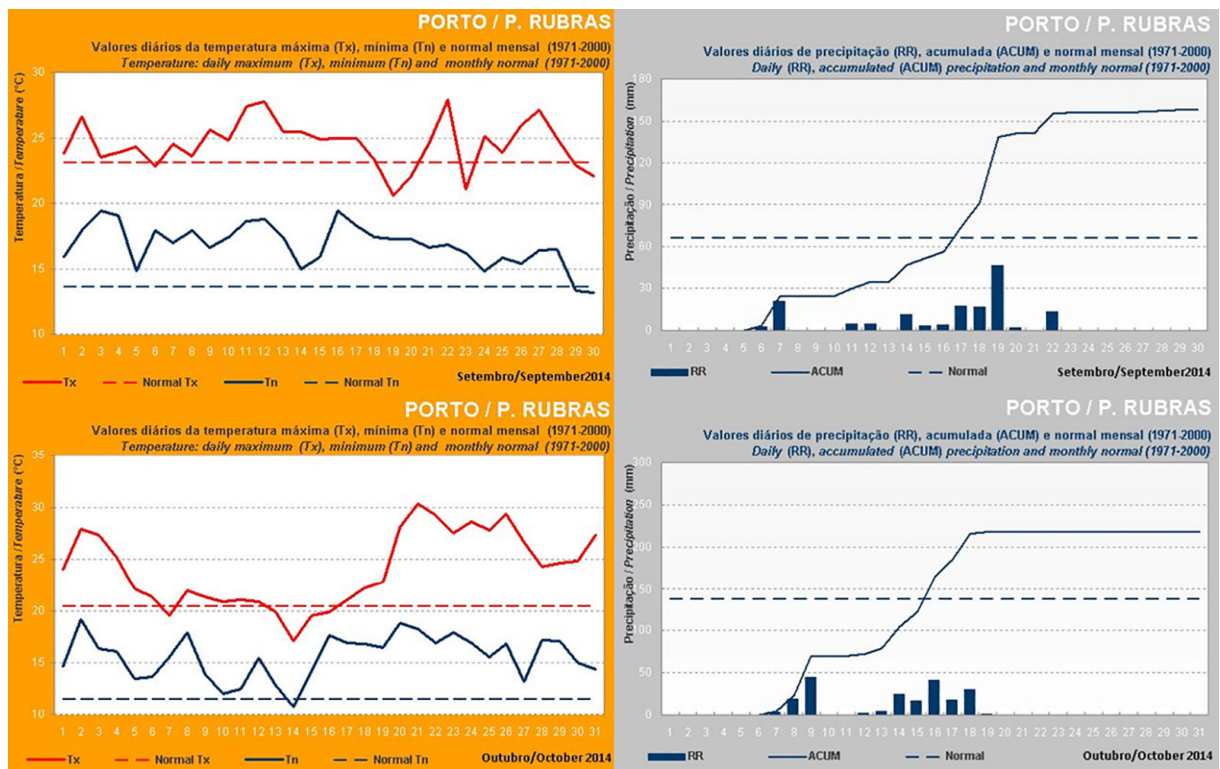 PORTO / P. RUBRAS
Valores diários da temperatura máxima (Tx), mínima (Tn) e normal mensal (1971-2000)
Temperature: daily maximum (Tx), minimum (Tn) and monthly normal (1971-2000)
Temperatura /Temperature (°C)
30
25
20
15
10
1 2 3 4 5 6 7 8 9 10 11 12 13 14 15 16 17 18 19 20 21 22 23 24 25 26 27 28 29 30
Tx Normal Tx Tn Normal Tn
Setembro/September2014
PORTO / P. RUBRAS
Valores diários de precipitação (RR), acumulada (ACUM) e normal mensal (1971-2000)
Daily (RR), accumulated (ACUM) precipitation and monthly normal (1971-2000)
Precipitação / Precipitation (mm)
180
150
120
90
60
30
0
1 2 3 4 5 6 7 8 9 10 11 12 13 14 15 16 17 18 19 20 21 22 23 24 25 26 27 28 29 30
RR ACUM Normal
Setembro/September2014
PORTO / P. RUBRAS
Valores diários da temperatura máxima (Tx), mínima (Tn) e normal mensal (1971-2000)
Temperature: daily maximum (Tx), minimum (Tn) and monthly normal (1971-2000)
Temperatura /Temperature (°C)
35
30
25
20
15
10
1 2 3 4 5 6 7 8 9 10 11 12 13 14 15 16 17 18 19 20 21 22 23 24 25 26 27 28 29 30 31
Tx Normal Tx Tn Normal Tn
Outubro/October 2014
PORTO / P. RUBRAS
Valores diários de precipitação (RR), acumulada (ACUM) e normal mensal (1971-2000)
Daily (RR), accumulated (ACUM) precipitation and monthly normal (1971-2000)
Precipitação / Precipitation (mm)
300
250
200
150
100
50
0
1 2 3 4 5 6 7 8 9 10 11 12 13 14 15 16 17 18 19 20 21 22 23 24 25 26 27 28 29 30 31
RR ACUM Normal
Outubro/October 2014